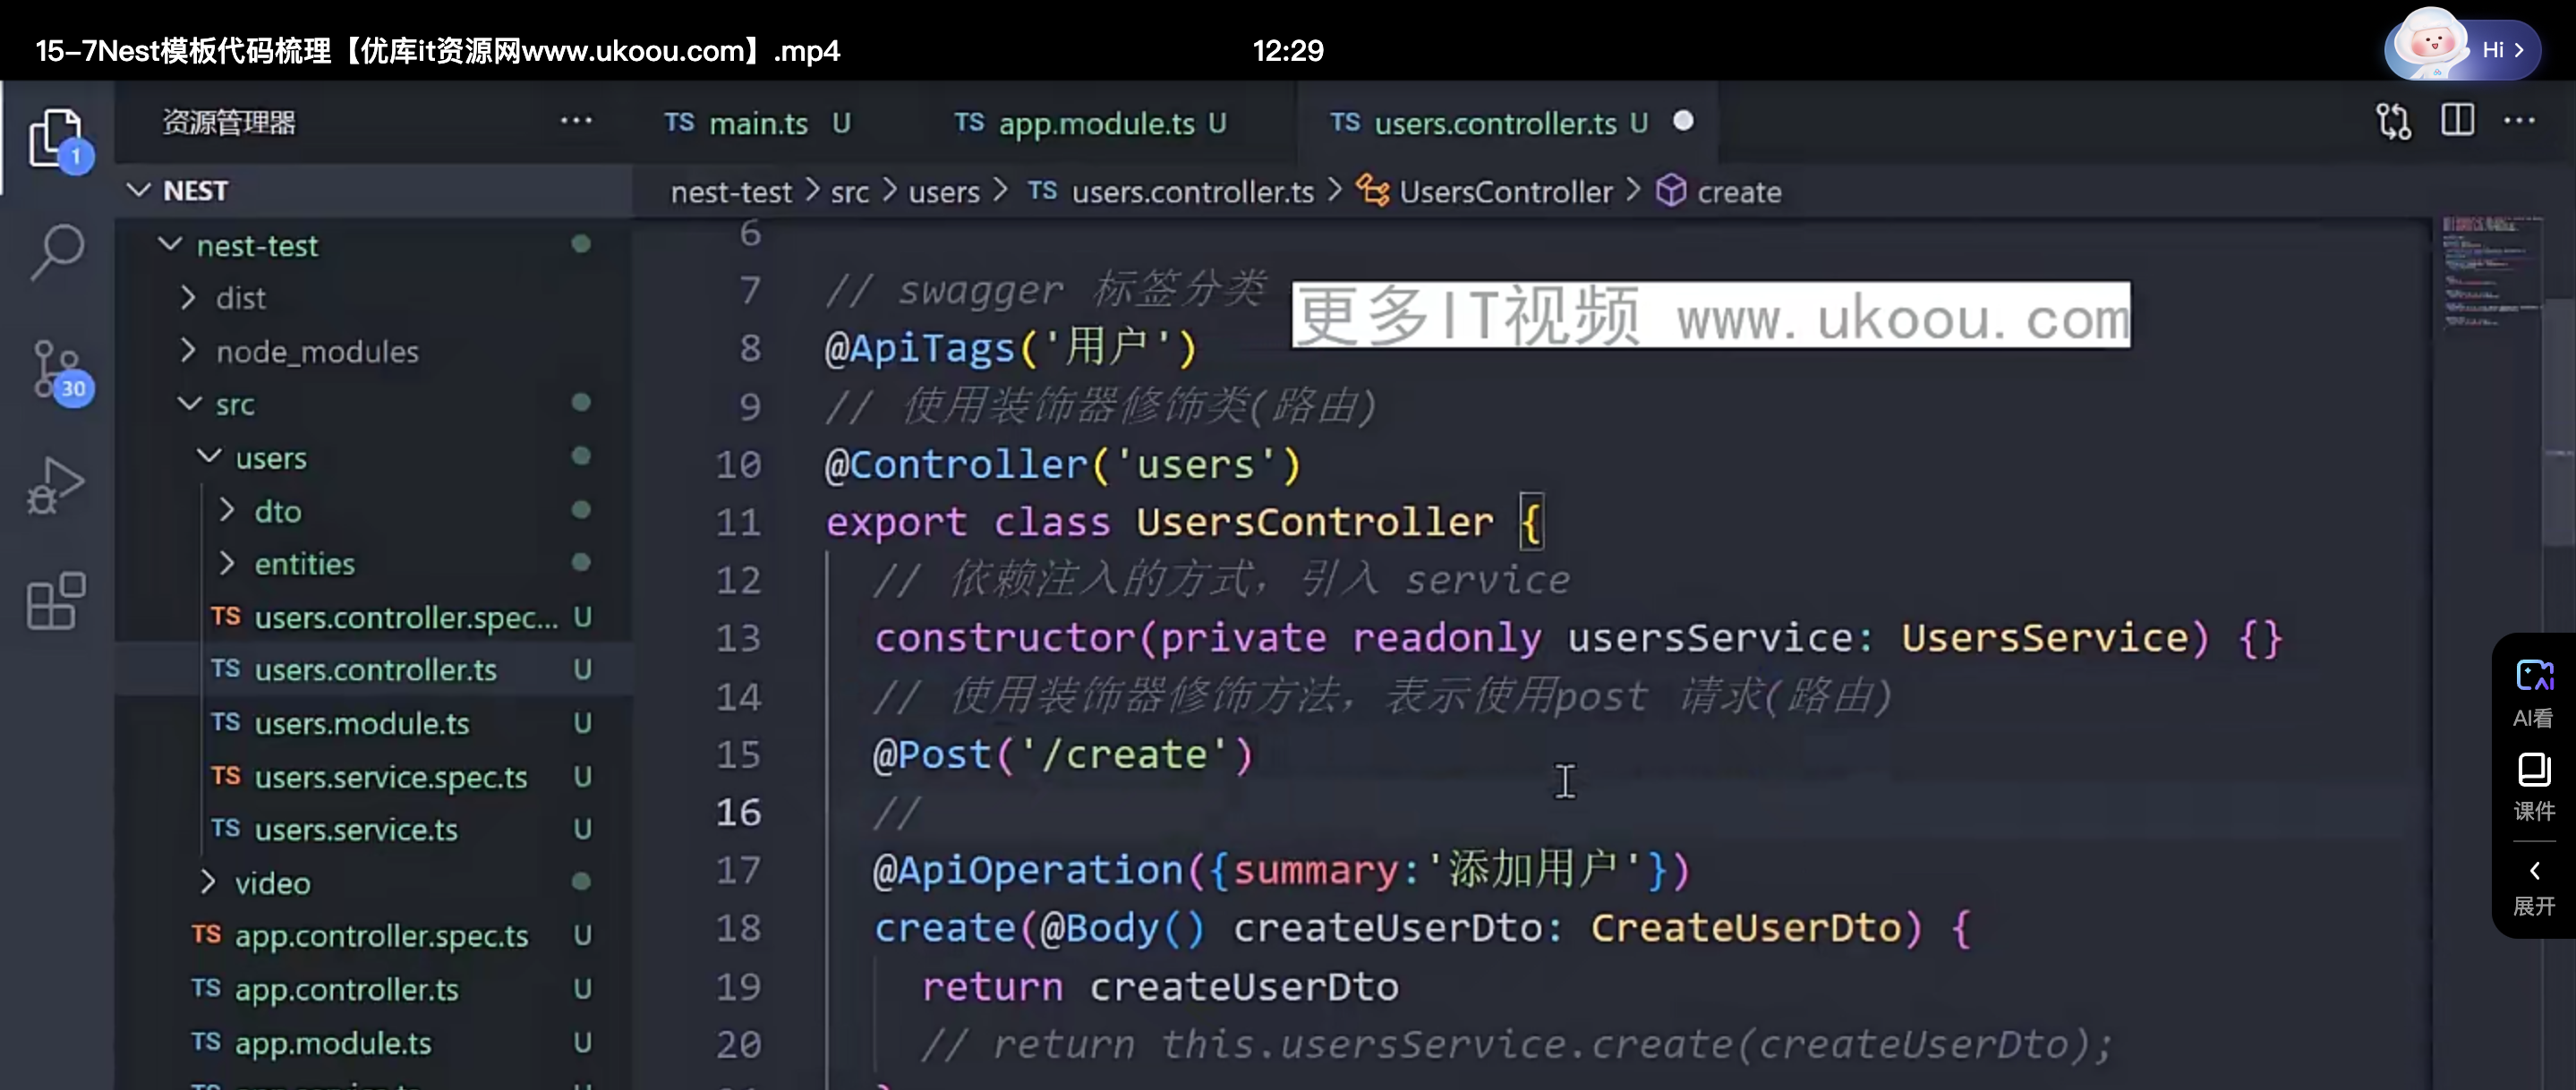 15-7Nest模板代码梳理【优库it资源网www.ukoou.com】.mp4
12:29
Hi >
资源管理器
TS main.ts U
TS app.module.ts U
TS users.controller.ts U
1
NEST
nest-test > src > users > TS users.controller.ts > UsersController > create
nest-test
dist
node_modules
30
src
users
dto
entities
TS users.controller.spec... U
TS users.controller.ts U
TS users.module.ts U
TS users.service.spec.ts U
TS users.service.ts U
video
TS app.controller.spec.ts U
TS app.controller.ts U
TS app.module.ts U
6
7 // swagger 标签分类
更多IT视频 www.ukoou.com
8 @ApiTags('用户')
9 // 使用装饰器修饰类(路由)
10 @Controller('users')
11 export class UsersController {
12 // 依赖注入的方式，引入 service
13 constructor(private readonly usersService: UsersService) {}
14 // 使用装饰器修饰方法，表示使用post 请求(路由)
15 @Post('/create')
16 //
17 @ApiOperation({summary:'添加用户'})
18 create(@Body() createUserDto: CreateUserDto) {
19 return createUserDto
20 // return this.usersService.create(createUserDto);
AI看
课件
展开